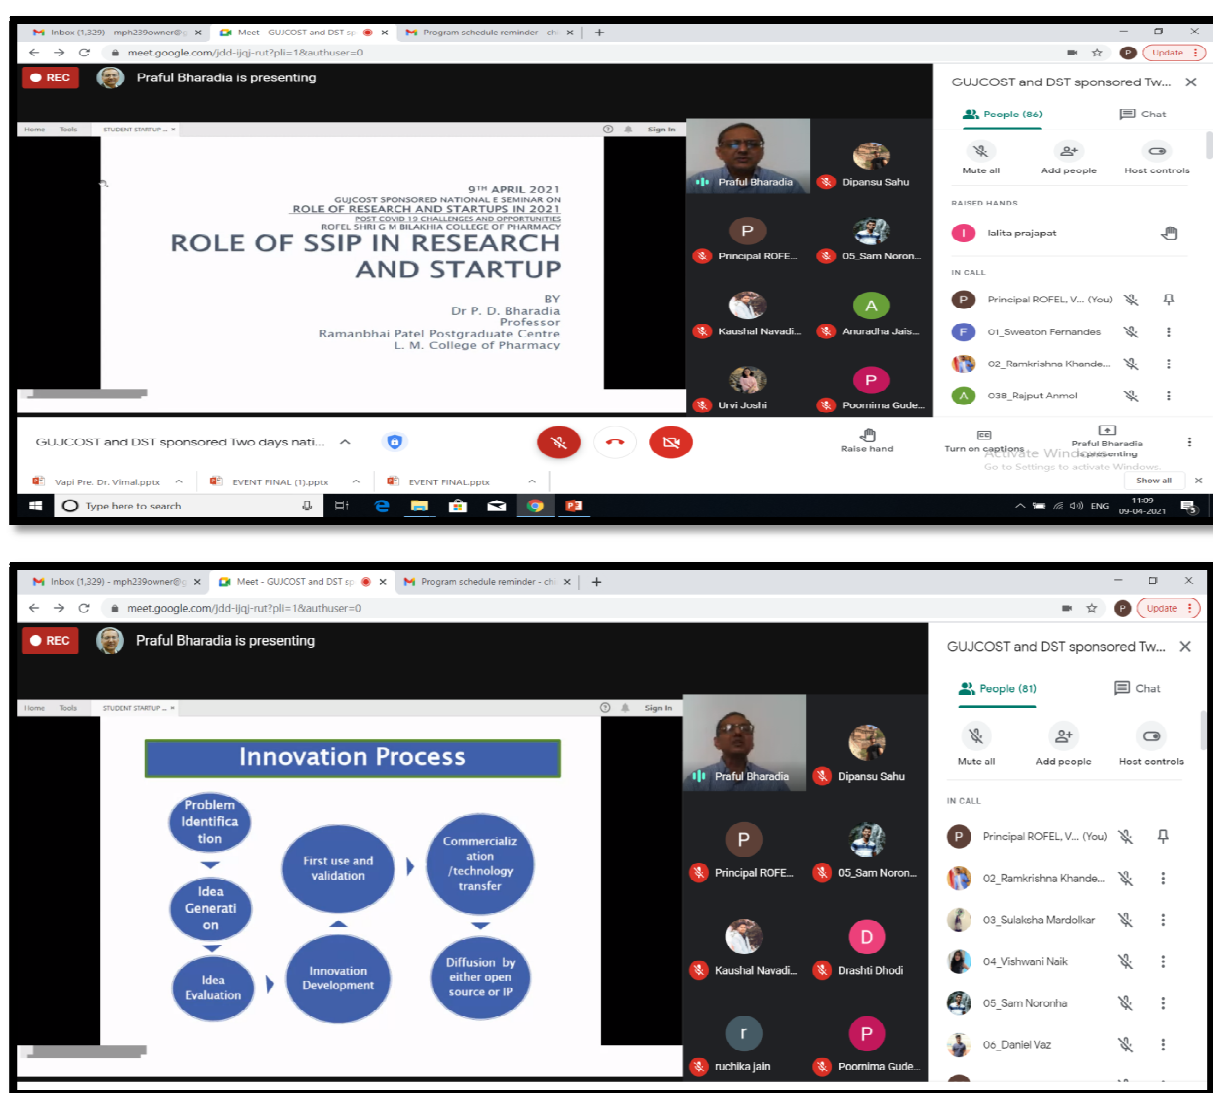 Inbox (1,329) - mph239owner@g
Meet - GUJCOST and DST sp
Program schedule reminder - chi
meet.google.com/jdd-ijqj-rut?pli=1&authuser=0
P
Update
REC
Praful Bharadia is presenting
GUJCOST and DST sponsored Tw...
People (86)
Chat
Mute all
Add people
Host controls
RAISED HANDS
l
lalita prajapat
IN CALL
P
Principal ROFEL, V... (You)
F
01_Sweaton Fernandes
02_Ramkrishna Khande...
A
038_Rajput Anmol
Home
Tools
STUDENT STARTUP ...
Sign In
9TH APRIL 2021
GUJCOST SPONSORED NATIONAL E SEMINAR ON
ROLE OF RESEARCH AND STARTUPS IN 2021
POST COVID 19 CHALLENGES AND OPPORTUNITIES
ROFEL SHRI G M BILAKHIA COLLEGE OF PHARMACY
ROLE OF SSIP IN RESEARCH
AND STARTUP
BY
Dr P. D. Bharadia
Professor
Ramanbhai Patel Postgraduate Centre
L. M. College of Pharmacy
Praful Bharadia
Dipansu Sahu
P
Principal ROFE...
05_Sam Noron...
A
Kaushal Navadi...
Anuradha Jais...
P
Urvi Joshi
Poornima Gude...
GUJCOST and DST sponsored Two days nati...
Raise hand
Turn on captions
Praful Bharadia
is presenting
Activate Windows
Go to Settings to activate Windows.
Vapi Pre. Dr. Vimal.pptx
EVENT FINAL (1).pptx
EVENT FINAL.pptx
Show all
Type here to search
ENG
11:09
09-04-2021
Inbox (1,329) - mph239owner@g
Meet - GUJCOST and DST sp
Program schedule reminder - chi
meet.google.com/jdd-ijqj-rut?pli=1&authuser=0
P
Update
REC
Praful Bharadia is presenting
GUJCOST and DST sponsored Tw...
People (81)
Chat
Mute all
Add people
Host controls
IN CALL
P
Principal ROFEL, V... (You)
02_Ramkrishna Khande...
03_Sulaksha Mardolkar
04_Vishwani Naik
05_Sam Noronha
06_Daniel Vaz
Home
Tools
STUDENT STARTUP ...
Sign In
Innovation Process
Problem
Identifica
tion
Idea
Generati
on
Idea
Evaluation
Innovation
Development
First use and
validation
Commercializ
ation
/technology
transfer
Diffusion by
either open
source or IP
Praful Bharadia
Dipansu Sahu
P
Principal ROFE...
05_Sam Noron...
D
Kaushal Navadi...
Drashti Dhodi
r
P
ruchika jain
Poornima Gude...